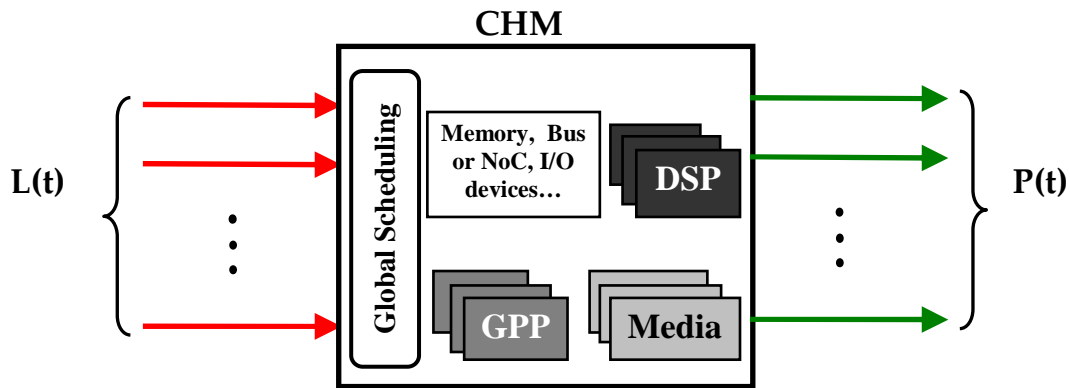 CHM
L(t)
Global Scheduling
Memory, Bus
or NoC, I/O
devices…
DSP
GPP
Media
P(t)